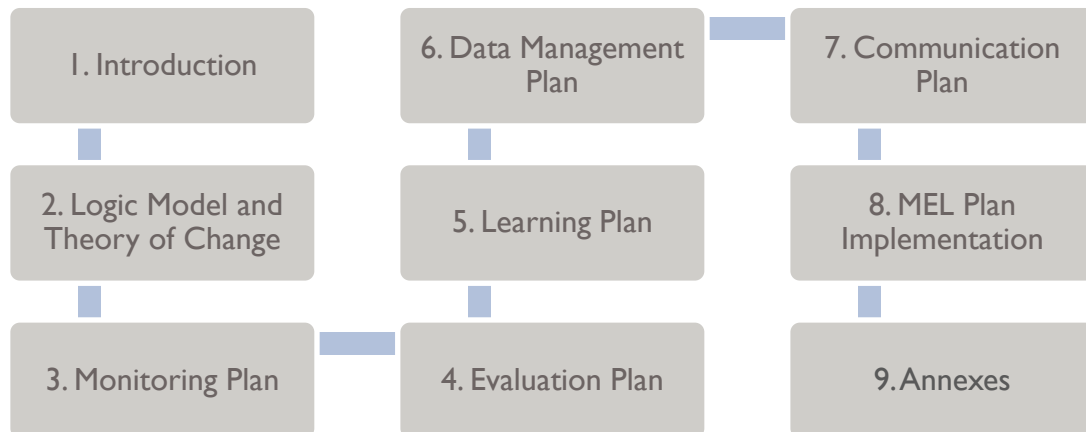 1. Introduction
2. Logic Model and
Theory of Change
3. Monitoring Plan
4. Evaluation Plan
5. Learning Plan
6. Data Management
Plan
7. Communication
Plan
8. MEL Plan
Implementation
9. Annexes